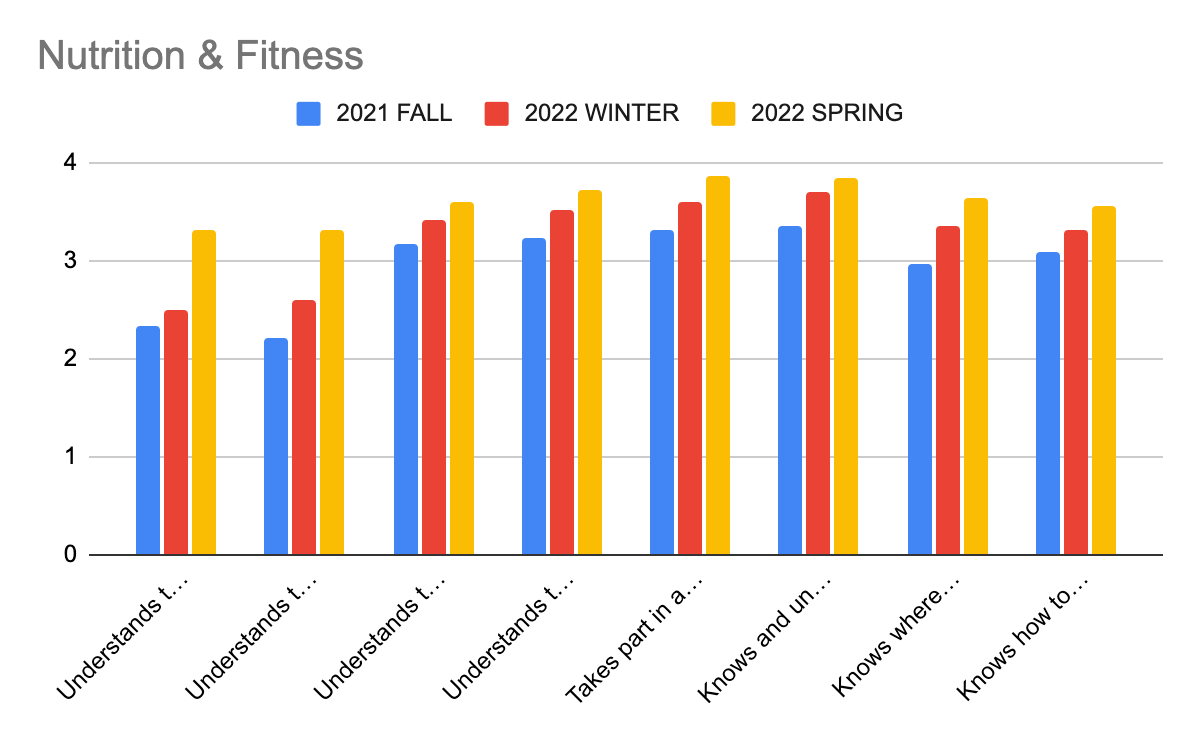 Nutrition & Fitness
2021 FALL 2022 WINTER 2022 SPRING
4
3
2
1
0
Understands t...
Understands t...
Understands t...
Understands t...
Takes part in a...
Knows and un...
Knows where...
Knows how to...